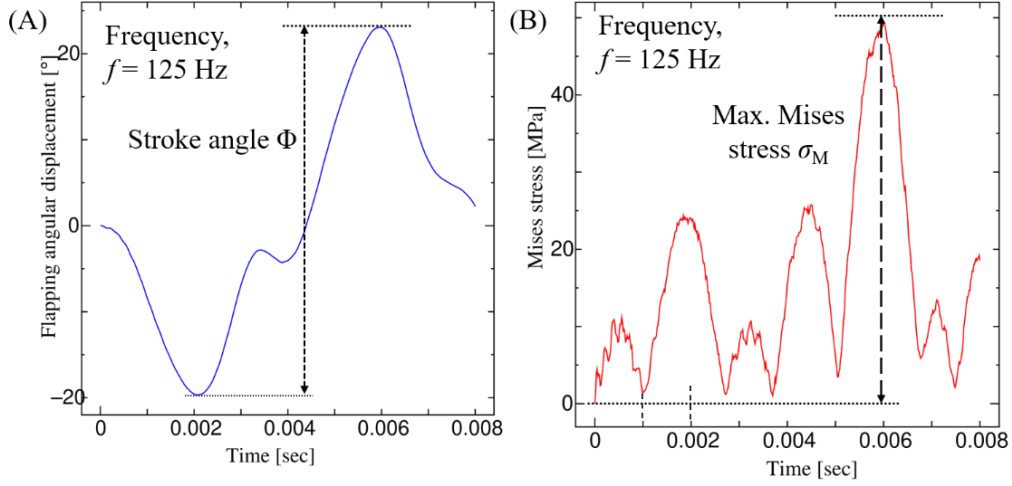 (A)
Frequency,
f = 125 Hz
Stroke angle Φ
Flapping angular displacement [°]
20
0
−20
0
0.002
0.004
0.006
0.008
Time [sec]
(B)
Frequency,
f = 125 Hz
Max. Mises
stress σM
Mises stress [MPa]
40
20
0
0
0.002
0.004
0.006
0.008
Time [sec]